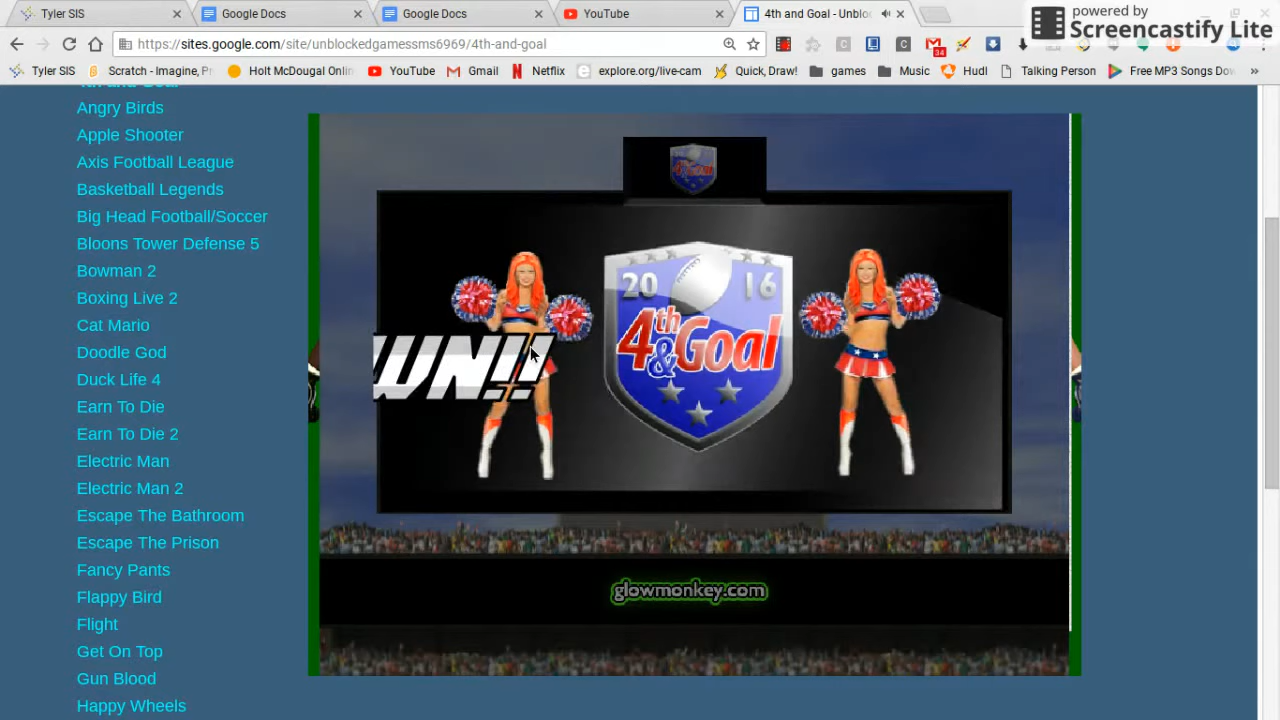 Tyler SIS
Google Docs
Google Docs
YouTube
4th and Goal - Unblo
powered by
Screencastify Lite
https://sites.google.com/site/unblockedgamesms6969/4th-and-goal
34
Tyler SIS
Scratch - Imagine, Pr
Holt McDougal Onlin
YouTube
Gmail
Netflix
explore.org/live-cam
Quick, Draw!
games
Music
Hudl
Talking Person
Free MP3 Songs Dow
»
4th and Goal
Angry Birds
Apple Shooter
Axis Football League
Basketball Legends
Big Head Football/Soccer
Bloons Tower Defense 5
Bowman 2
Boxing Live 2
Cat Mario
Doodle God
Duck Life 4
Earn To Die
Earn To Die 2
Electric Man
Electric Man 2
Escape The Bathroom
Escape The Prison
Fancy Pants
Flappy Bird
Flight
Get On Top
Gun Blood
Happy Wheels
20 16
4th
& Goal
WN!!
glowmonkey.com